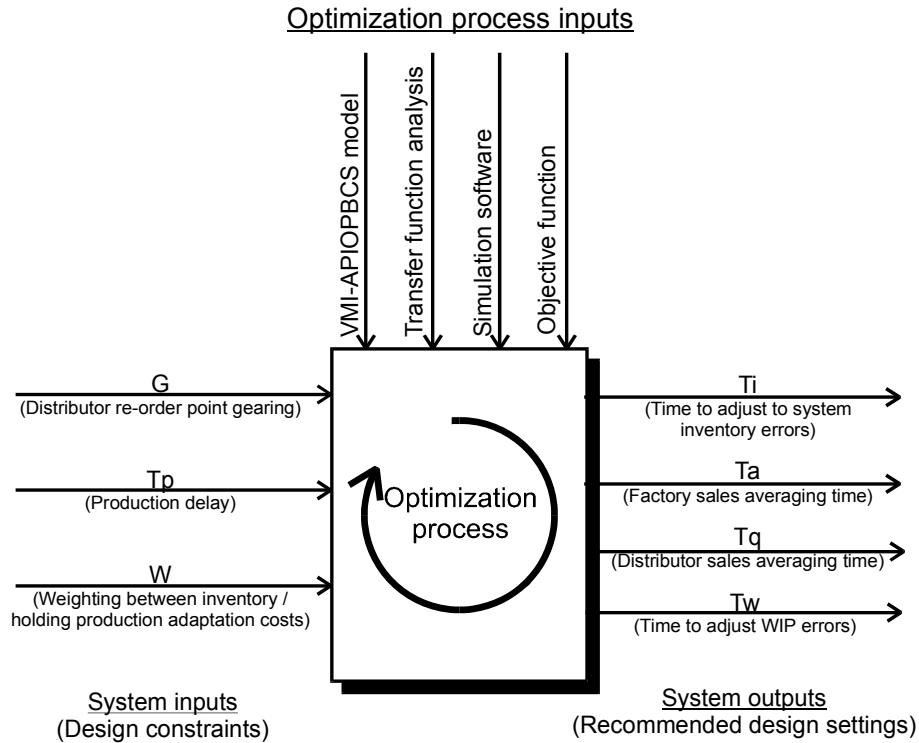 Optimization process inputs
VMI-APIOPBCS model
Transfer function analysis
Simulation software
Objective function
G
(Distributor re-order point gearing)
Tp
(Production delay)
W
(Weighting between inventory /
holding production adaptation costs)
Optimization
process
Ti
(Time to adjust to system
inventory errors)
Ta
(Factory sales averaging time)
Tq
(Distributor sales averaging time)
Tw
(Time to adjust WIP errors)
System inputs
(Design constraints)
System outputs
(Recommended design settings)